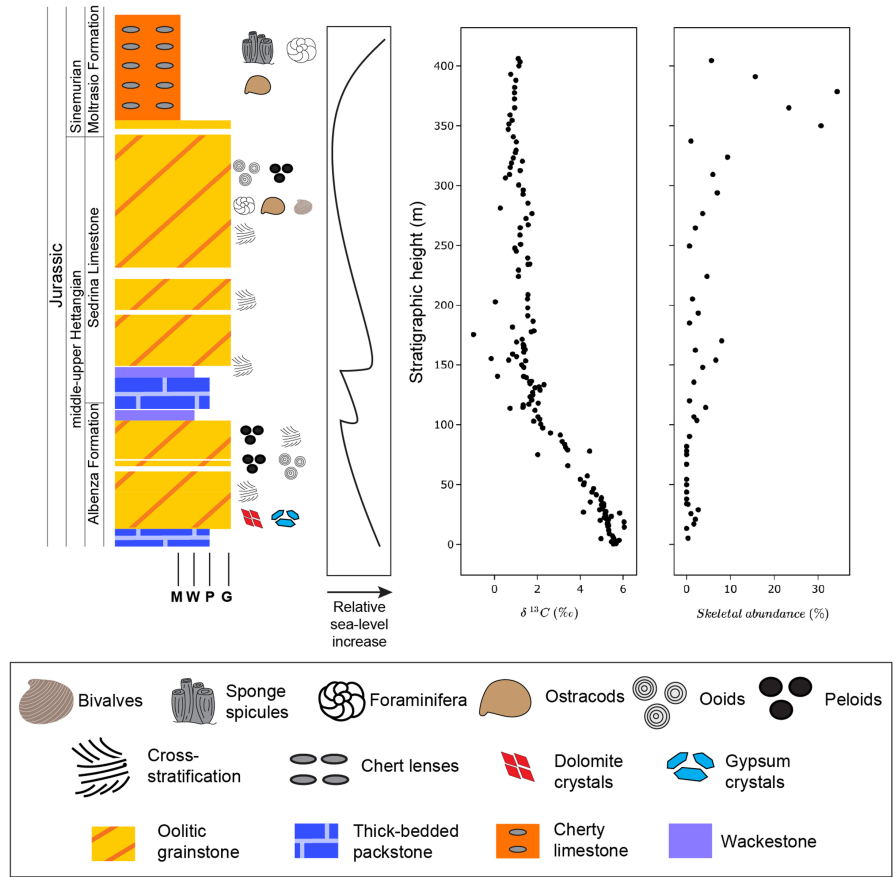 Jurassic
Sinemurian
middle-upper Hettangian
Moltrasio Formation
Sedrina Limestone
Albenza Formation
M W P G
Relative
sea-level
increase
Stratigraphic height (m)
400
350
300
250
200
150
100
50
0
0 2 4 6
δ ¹³C (‰)
0 10 20 30
Skeletal abundance (%)
Bivalves
Sponge
spicules
Foraminifera
Ostracods
Ooids
Peloids
Cross-
stratification
Chert lenses
Dolomite
crystals
Gypsum
crystals
Oolitic
grainstone
Thick-bedded
packstone
Cherty
limestone
Wackestone